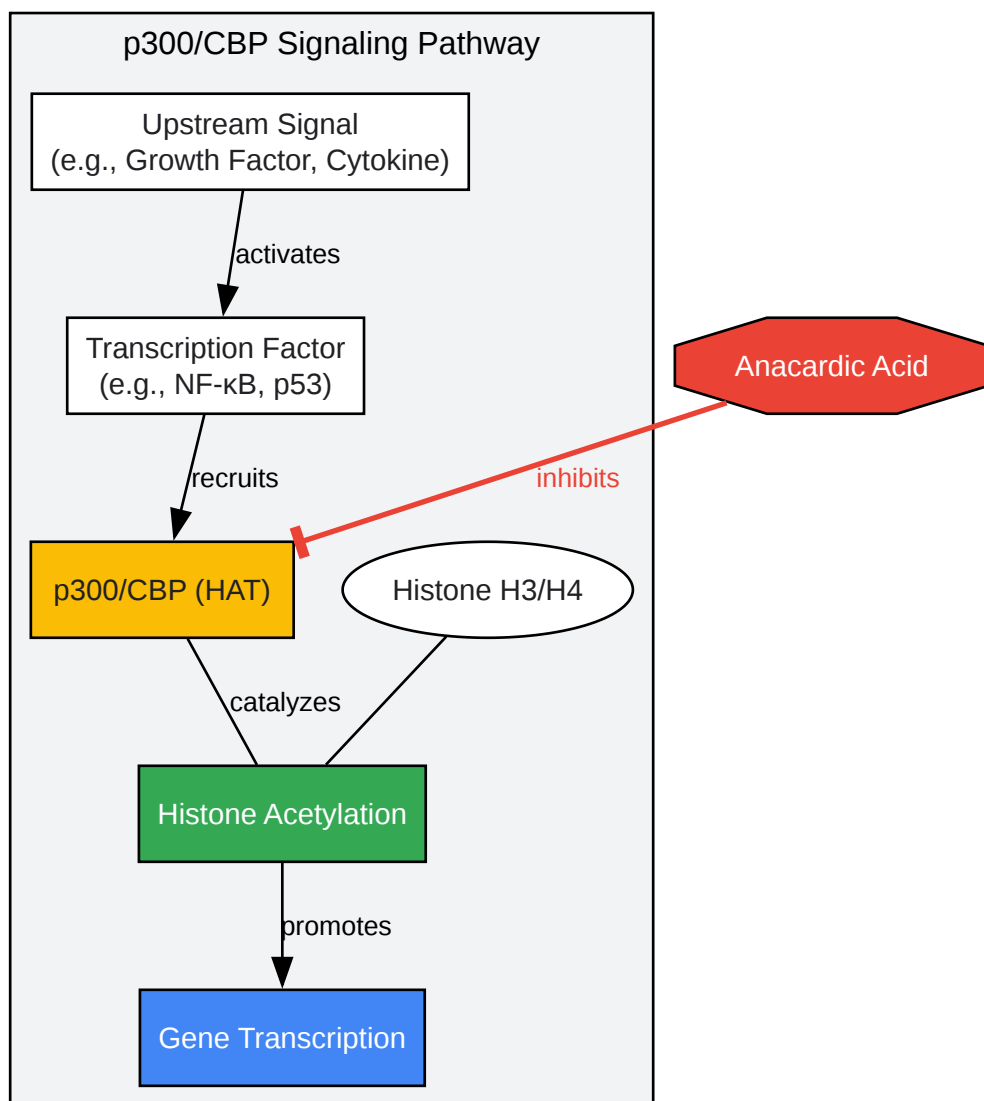 p300/CBP Signaling Pathway
Upstream Signal
(e.g., Growth Factor, Cytokine)
activates
Transcription Factor
(e.g., NF-κB, p53)
Anacardic Acid
recruits
inhibits
p300/CBP (HAT)
Histone H3/H4
catalyzes
Histone Acetylation
promotes
Gene Transcription